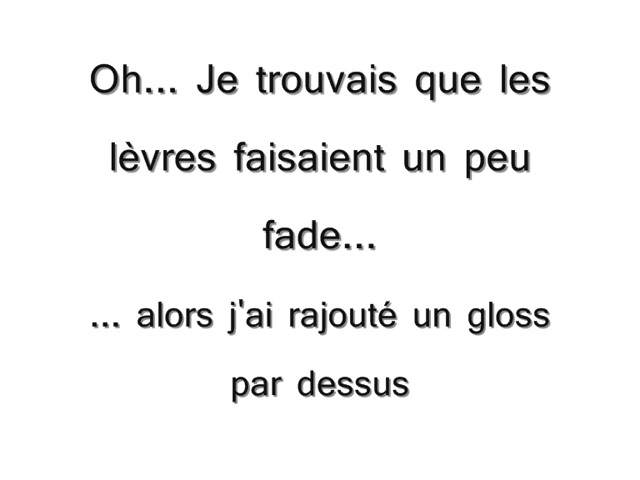 Oh... Je trouvais que les
lèvres faisaient un peu
fade...
... alors j'ai rajouté un gloss
par dessus